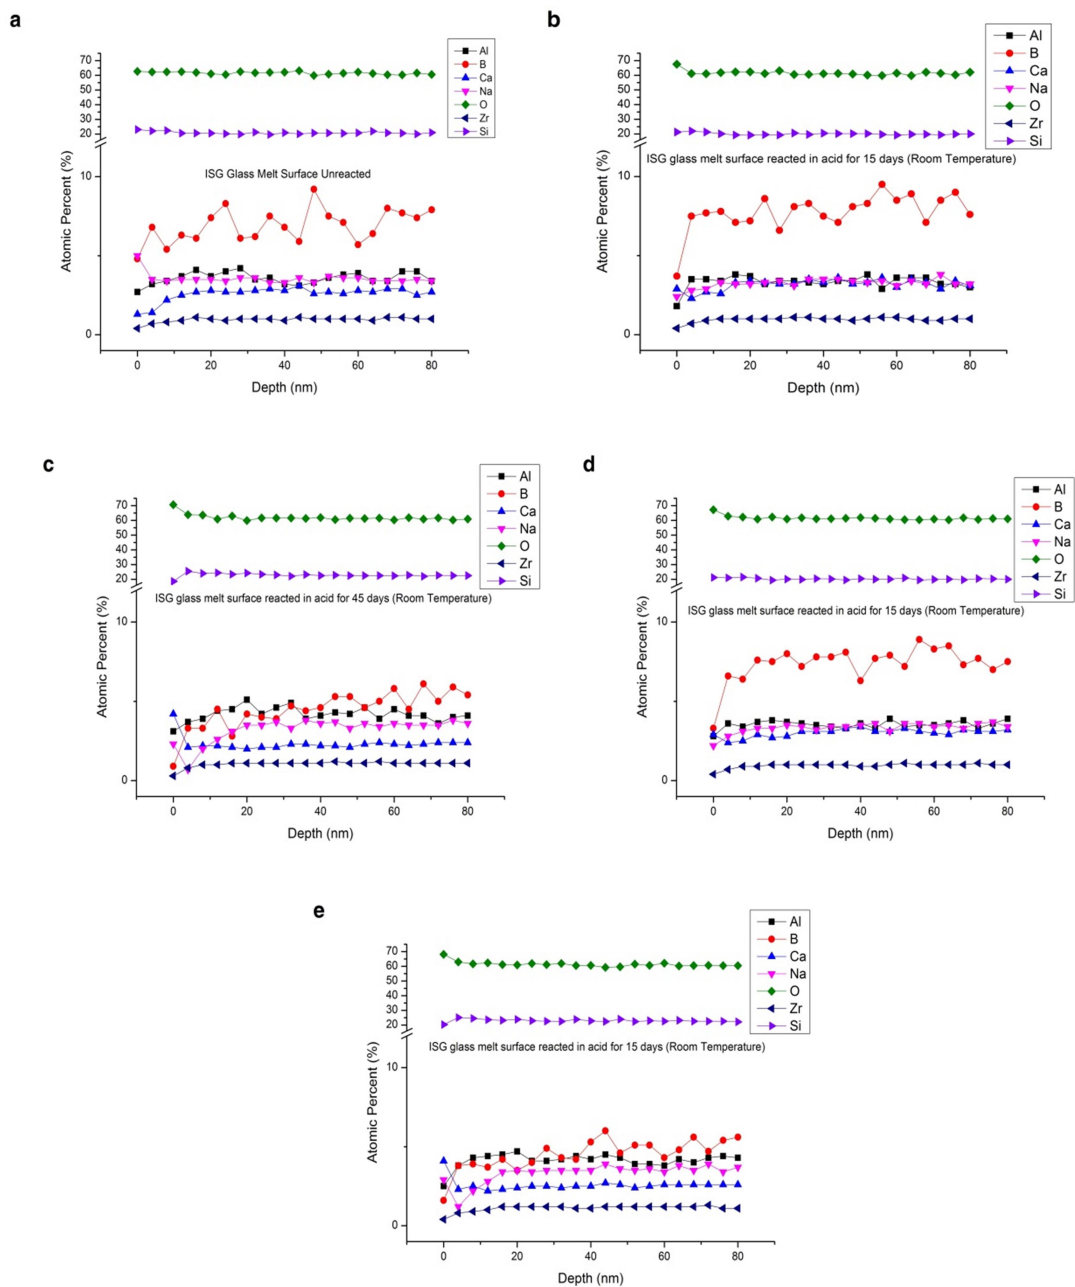 a
70
60
50
40
30
20
10
0
Atomic Percent (%)
ISG Glass Melt Surface Unreacted
Al
B
Ca
Na
O
Zr
Si
0 20 40 60 80
Depth (nm)
b
70
60
50
40
30
20
10
0
Atomic Percent (%)
ISG glass melt surface reacted in acid for 15 days (Room Temperature)
Al
B
Ca
Na
O
Zr
Si
0 20 40 60 80
Depth (nm)
c
70
60
50
40
30
20
10
0
Atomic Percent (%)
ISG glass melt surface reacted in acid for 45 days (Room Temperature)
Al
B
Ca
Na
O
Zr
Si
0 20 40 60 80
Depth (nm)
d
70
60
50
40
30
20
10
0
Atomic Percent (%)
ISG glass melt surface reacted in acid for 15 days (Room Temperature)
Al
B
Ca
Na
O
Zr
Si
0 20 40 60 80
Depth (nm)
e
70
60
50
40
30
20
10
0
Atomic Percent (%)
ISG glass melt surface reacted in acid for 15 days (Room Temperature)
Al
B
Ca
Na
O
Zr
Si
0 20 40 60 80
Depth (nm)